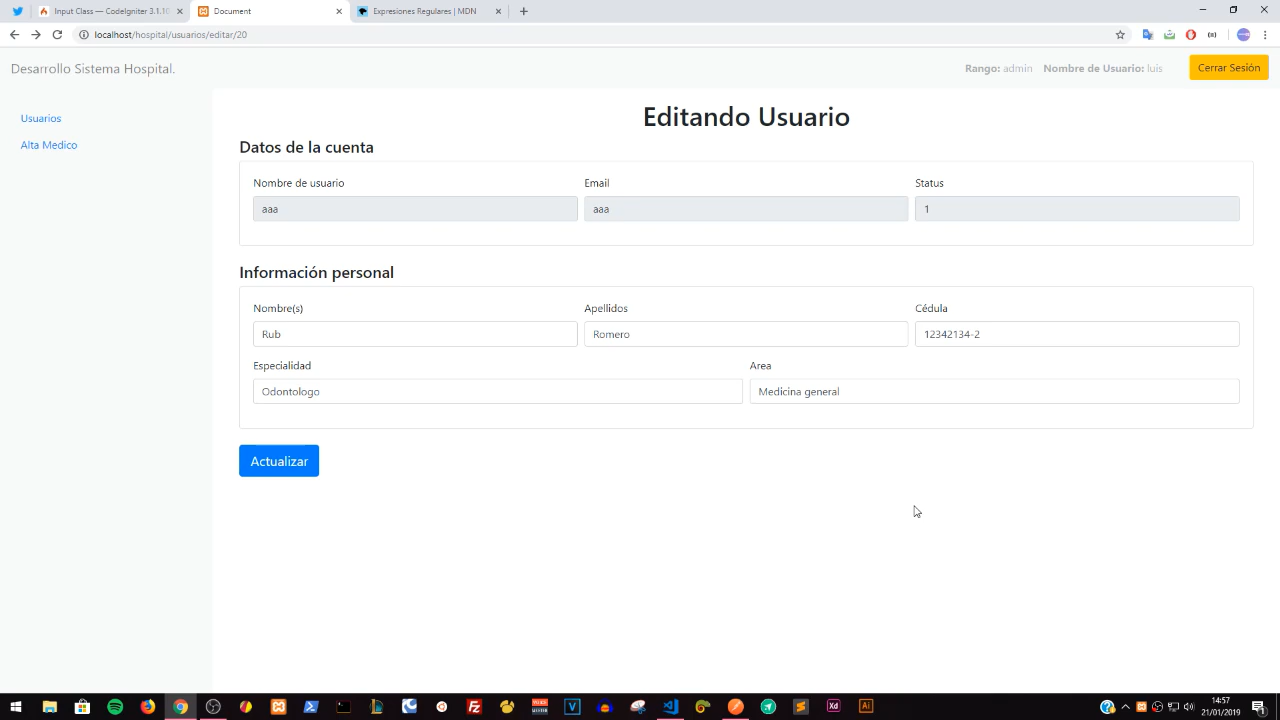 Input Class — CodeIgniter 3.1.10
Document
Expresiones Regulares | MDN
localhost/hospital/usuarios/editar/20
Desarrollo Sistema Hospital.
Rango: admin Nombre de Usuario: luis
Cerrar Sesión
Usuarios
Alta Medico
Editando Usuario
Datos de la cuenta
Nombre de usuario Email Status
aaa aaa 1
Información personal
Nombre(s) Apellidos Cédula
Rub Romero 12342134-2
Especialidad Area
Odontologo Medicina general
Actualizar
14:57
21/01/2019